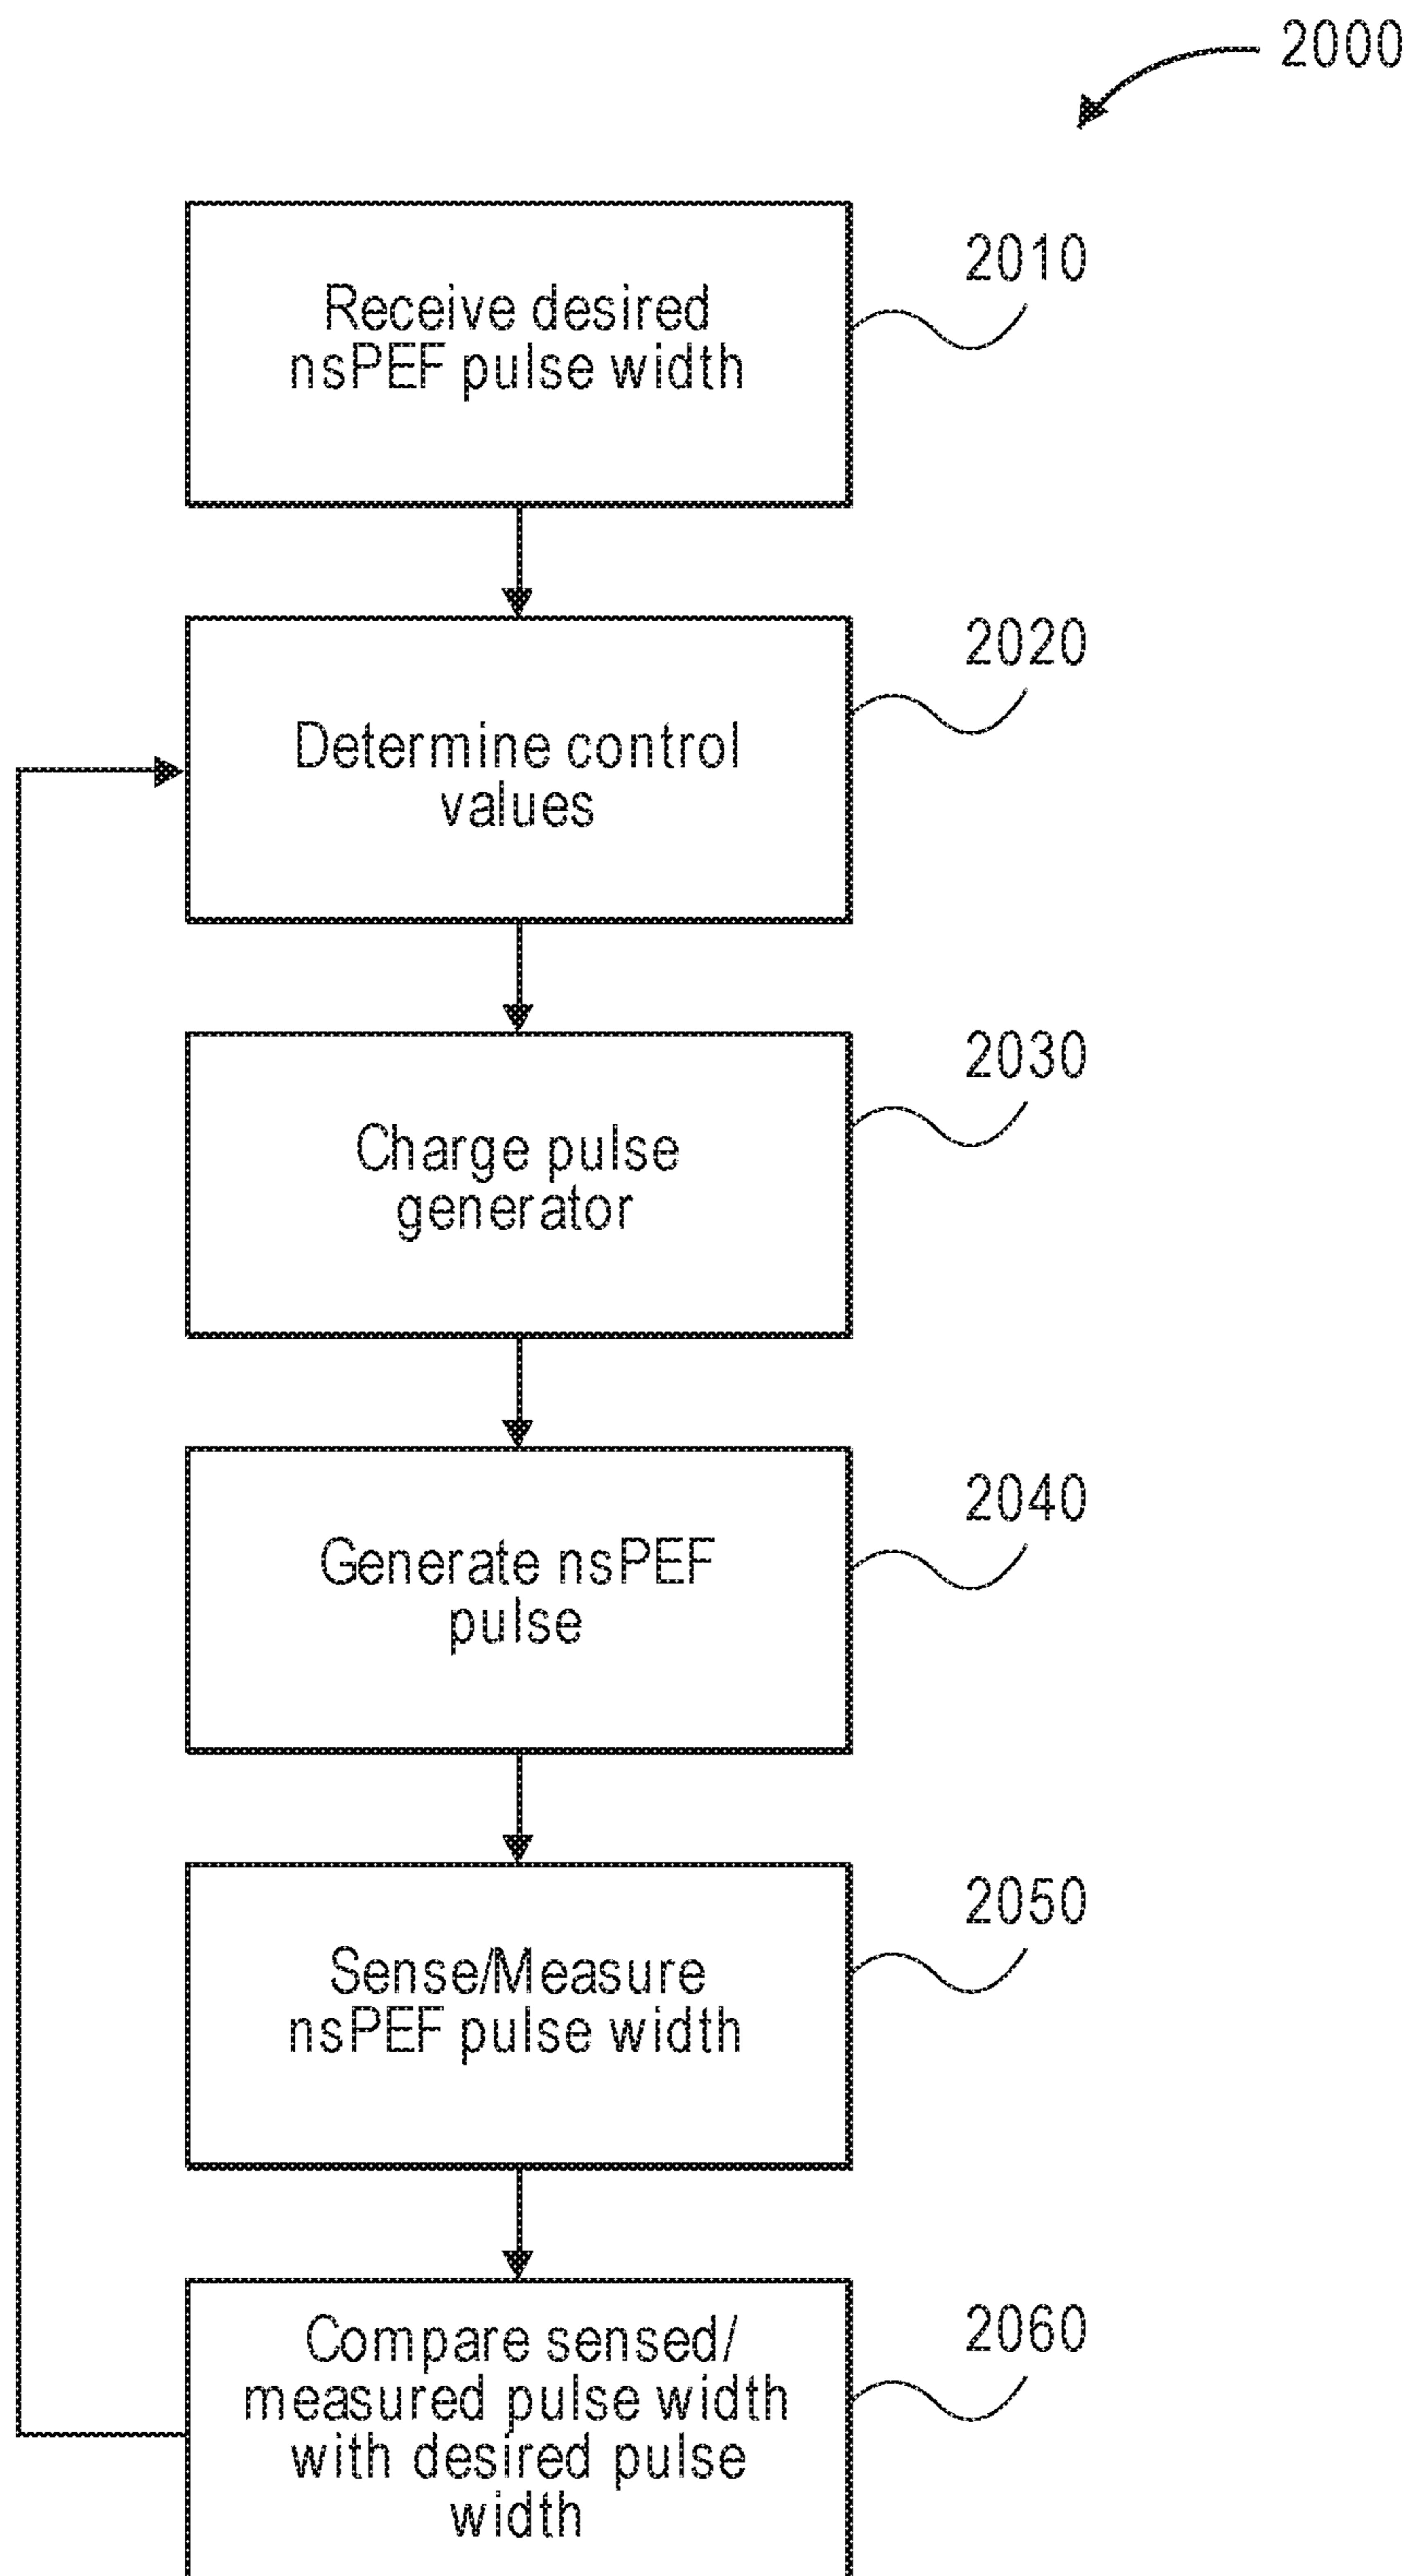 2000
2010
Receive desired
nsPEF pulse width
2020
Determine control
values
2030
Charge pulse
generator
2040
Generate nsPEF
pulse
2050
Sense/Measure
nsPEF pulse width
2060
Compare sensed/
measured pulse width
with desired pulse
width